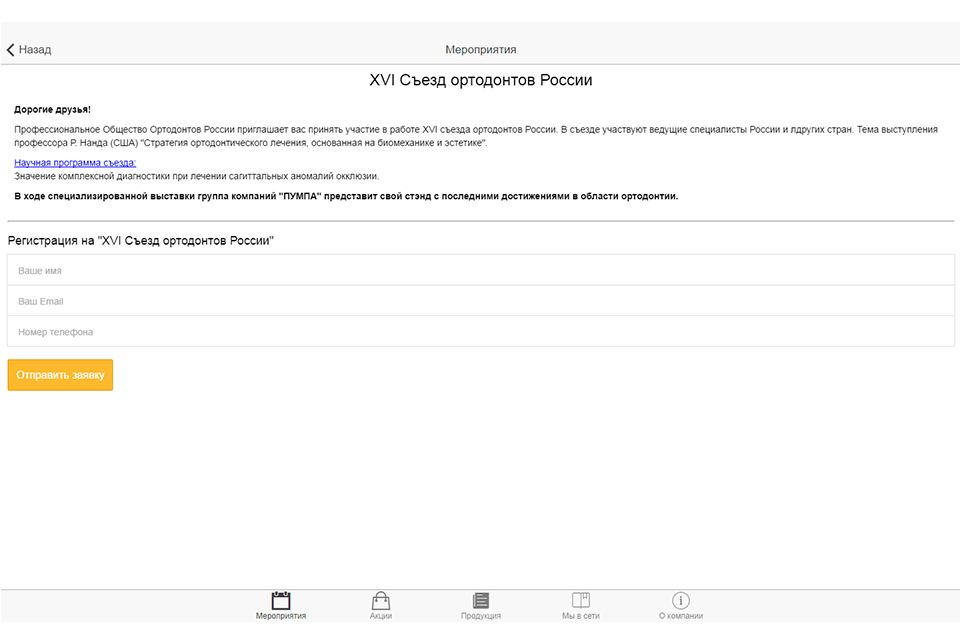 Назад
Мероприятия
XVI Съезд ортодонтов России
Дорогие друзья!
Профессиональное Общество Ортодонтов России приглашает вас принять участие в работе XVI съезда ортодонтов России. В съезде участвуют ведущие специалисты России и лдругих стран. Тема выступления
профессора Р. Нанда (США) "Стратегия ортодонтического лечения, основанная на биомеханике и эстетике".
Научная программа съезда:
Значение комплексной диагностики при лечении сагиттальных аномалий окклюзии.
В ходе специализированной выставки группа компаний "ПУМПА" представит свой стэнд с последними достижениями в области ортодонтии.
Регистрация на "XVI Съезд ортодонтов России"
Ваше имя
Ваш Email
Номер телефона
Отправить заявку
Мероприятия
Акции
Продукция
Мы в сети
О компании